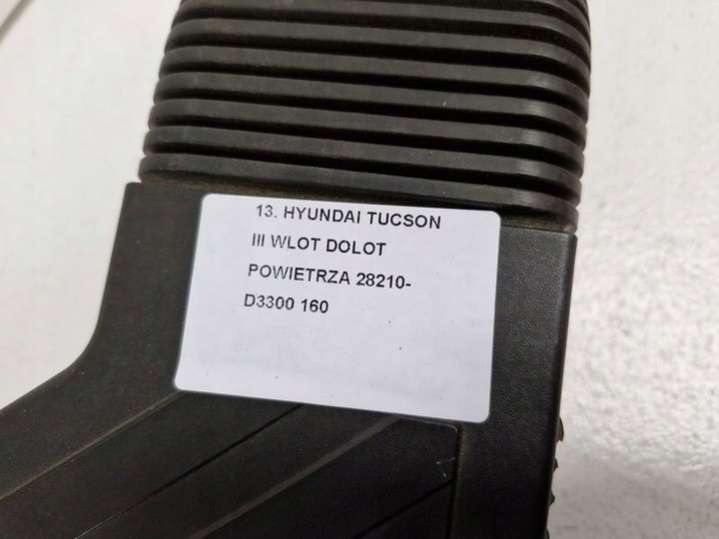 13. HYUNDAI TUCSON
III WLOT DOLOT
POWIETRZA 28210-
D3300 160